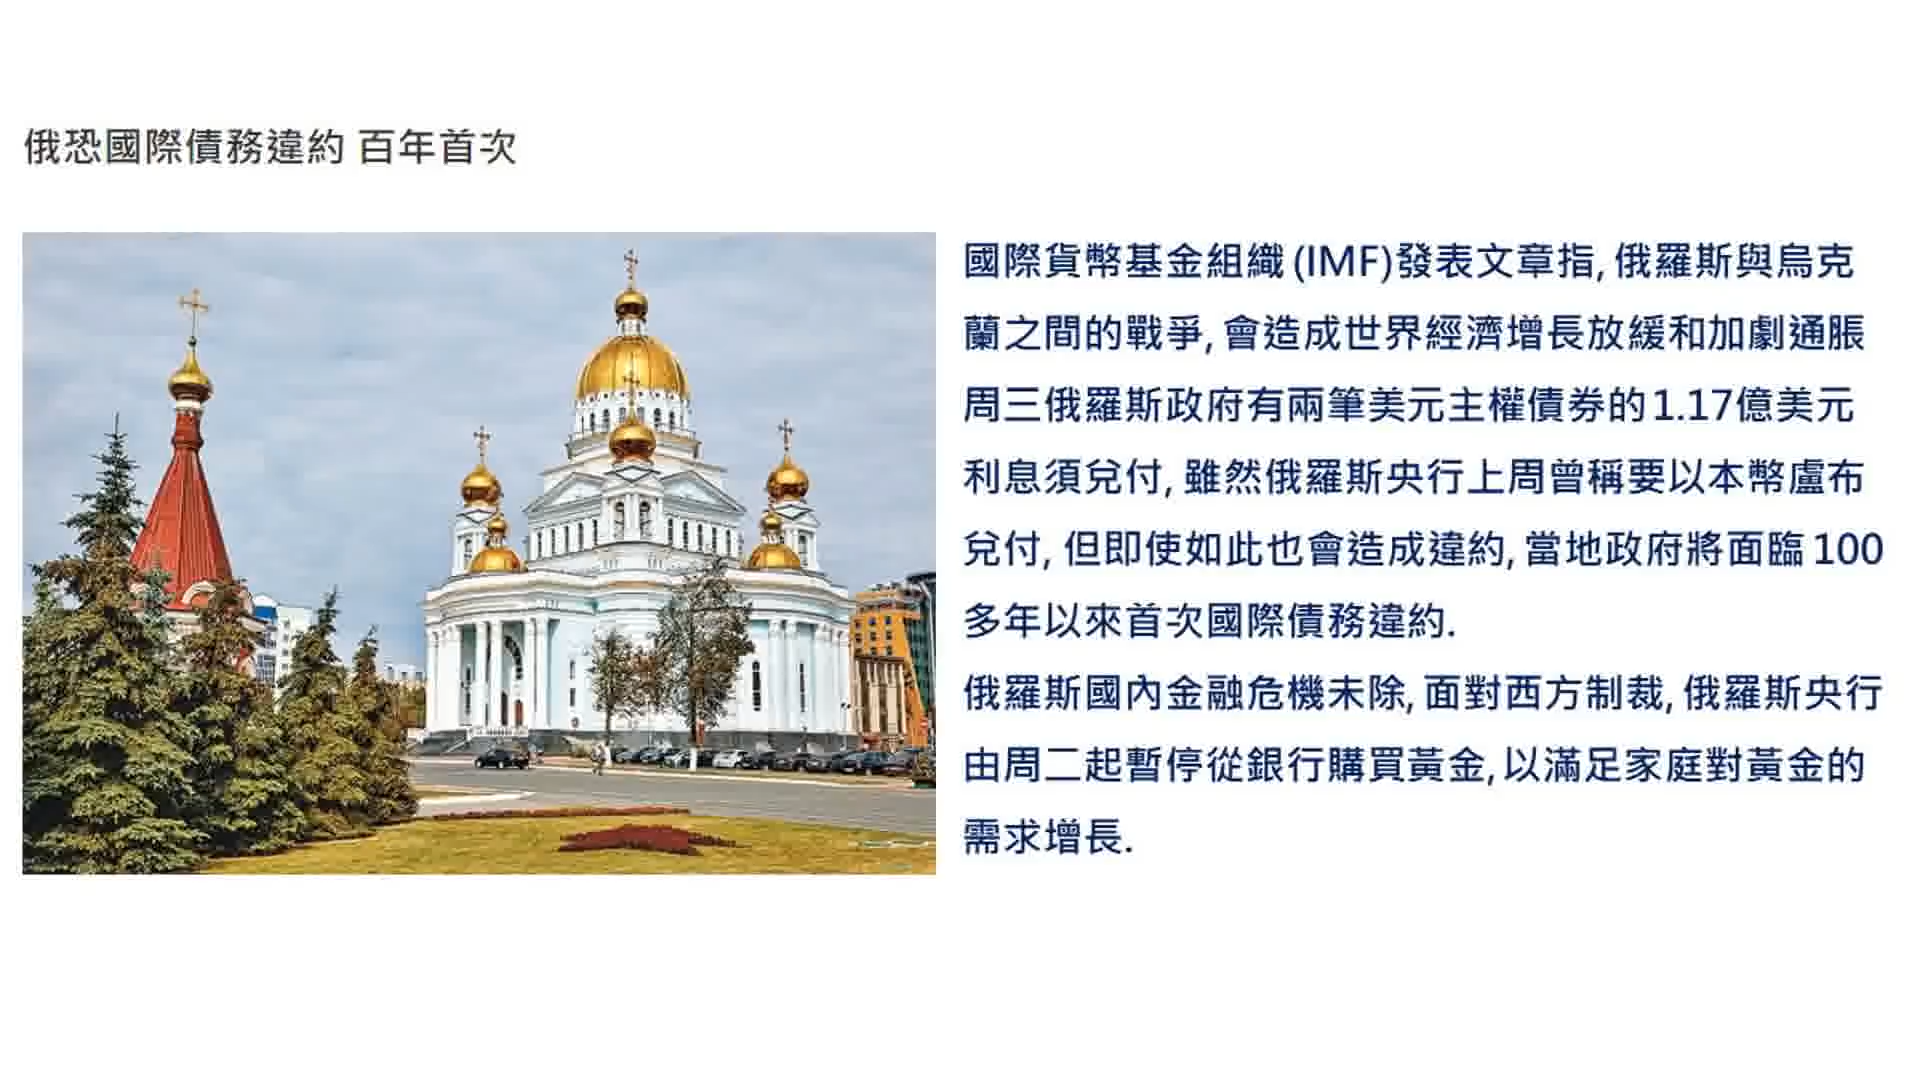 俄恐國際債務違約 百年首次
國際貨幣基金組織(IMF)發表文章指, 俄羅斯與烏克
蘭之間的戰爭, 會造成世界經濟增長放緩和加劇通脹
周三俄羅斯政府有兩筆美元主權債券的1.17億美元
利息須兌付, 雖然俄羅斯央行上周曾稱要以本幣盧布
兌付, 但即使如此也會造成違約, 當地政府將面臨100
多年以來首次國際債務違約.
俄羅斯國內金融危機未除, 面對西方制裁, 俄羅斯央行
由周二起暫停從銀行購買黃金, 以滿足家庭對黃金的
需求增長.